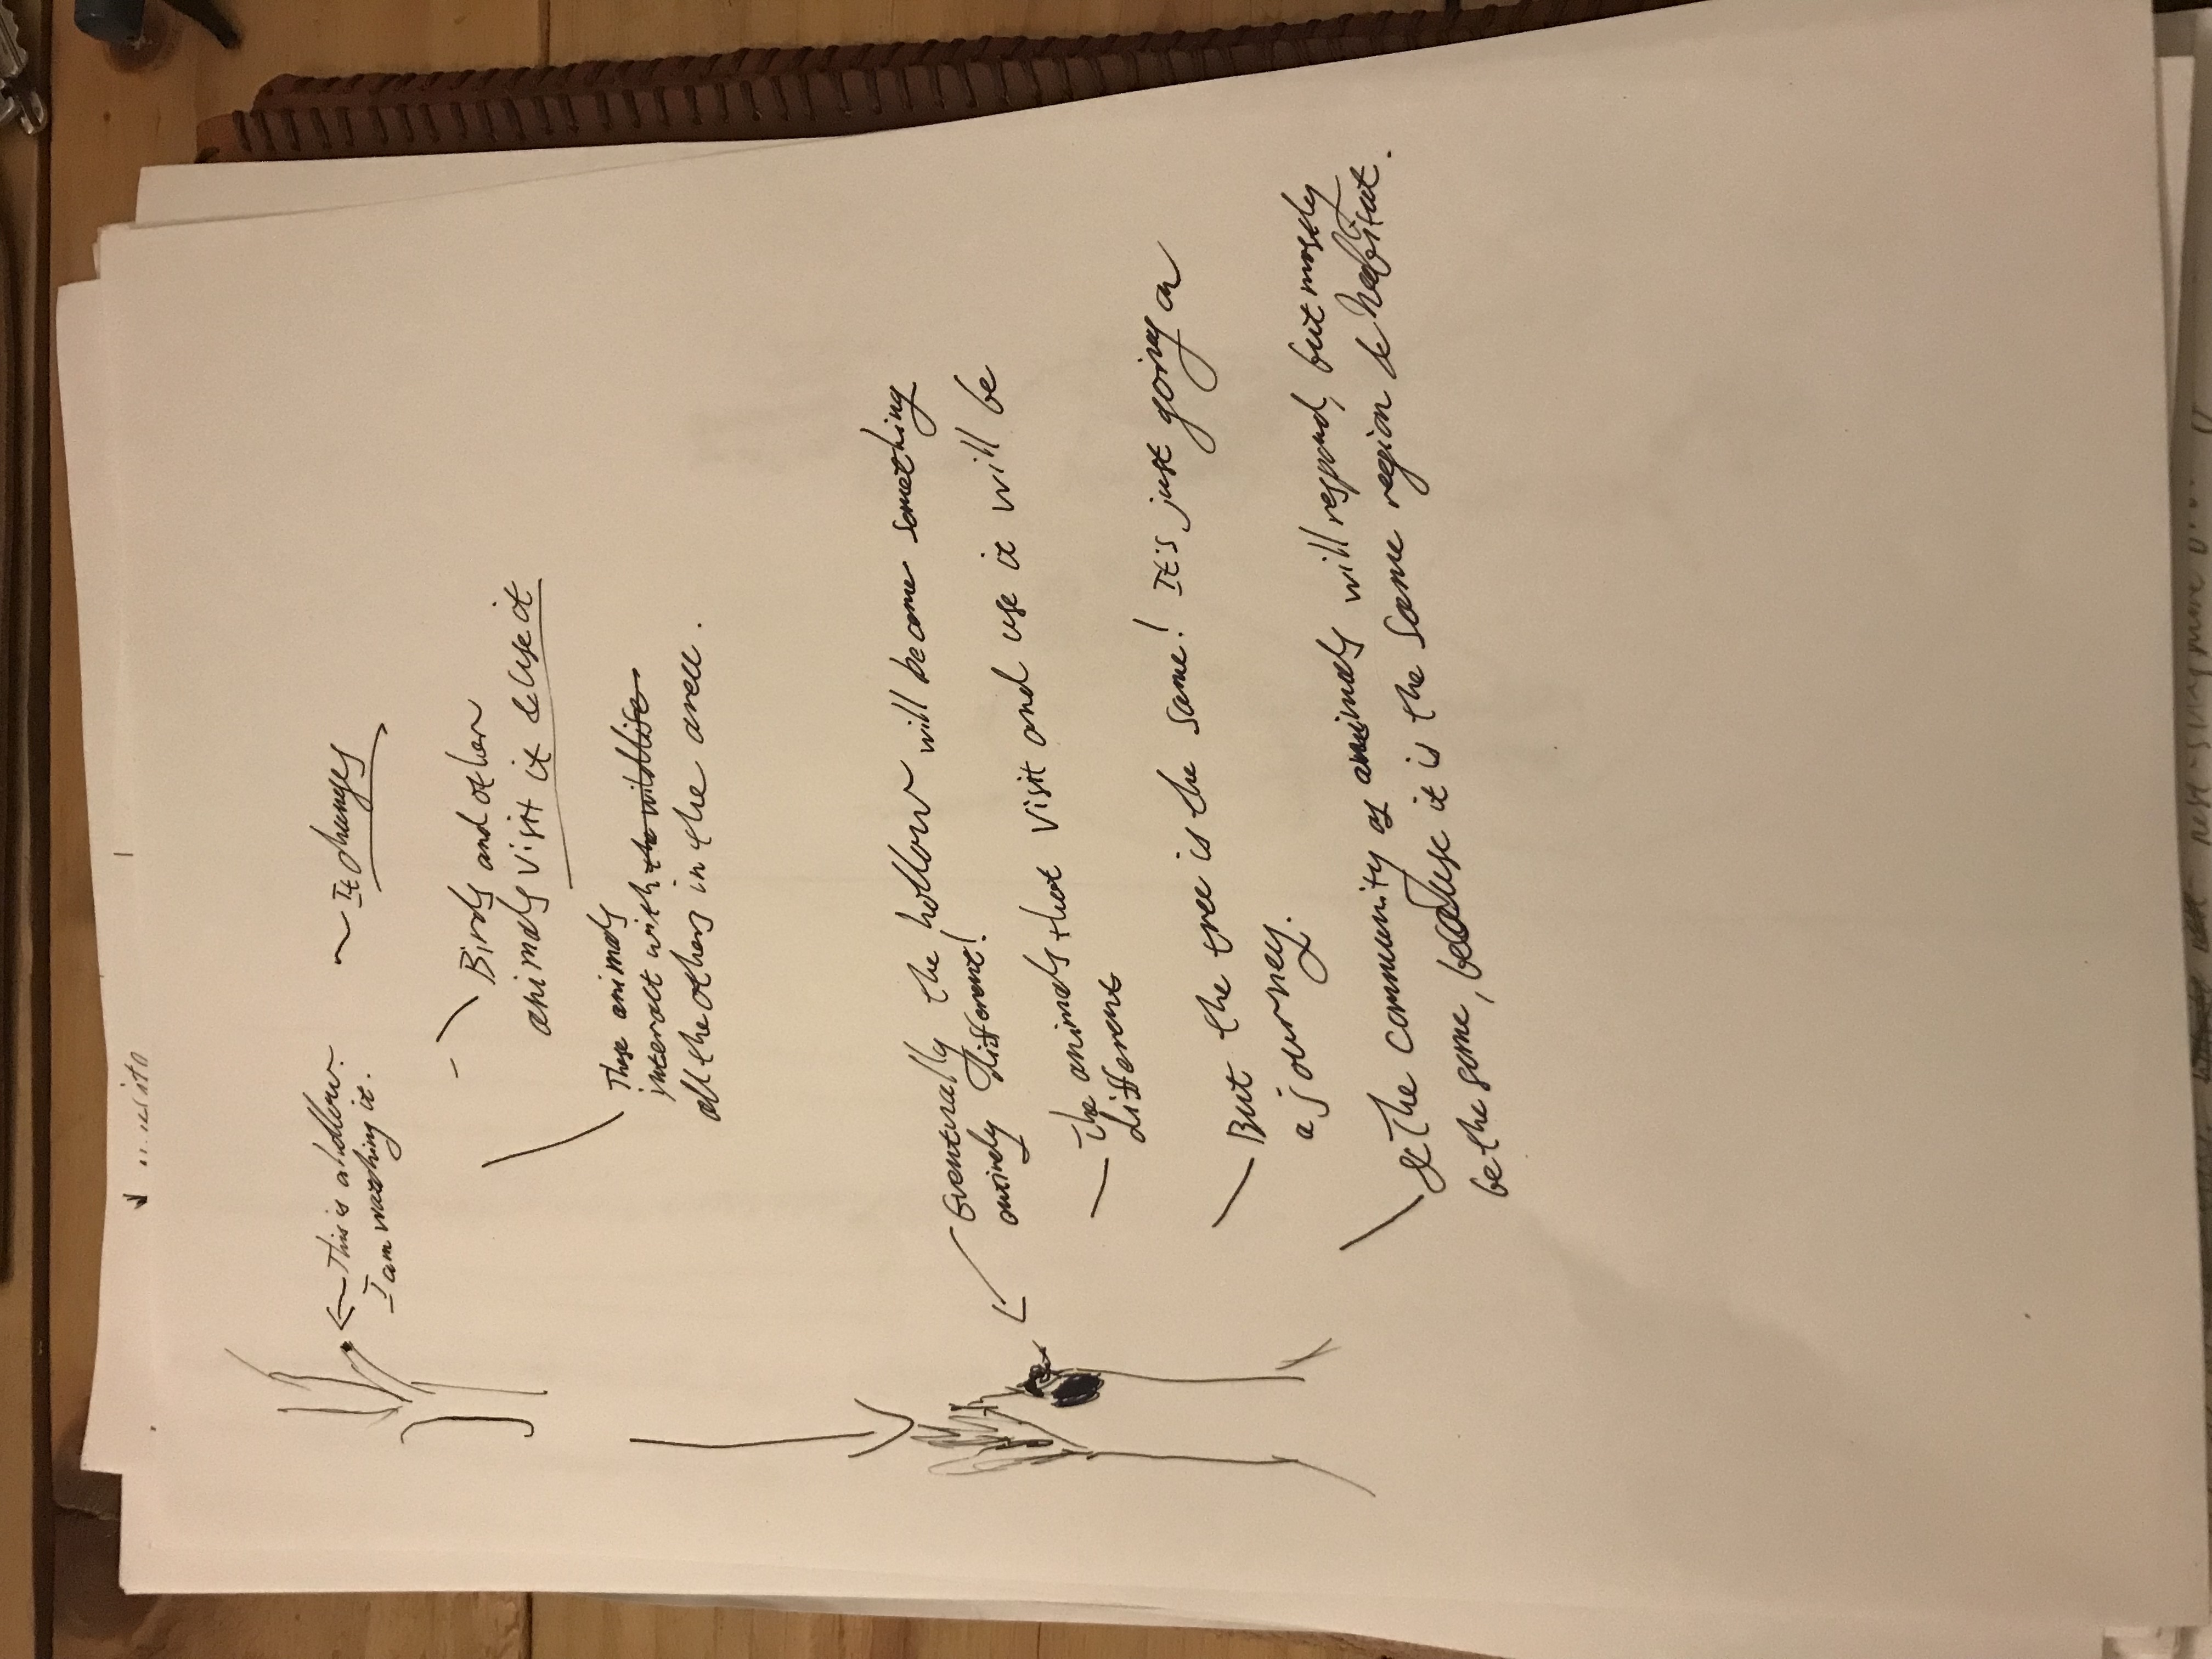 This is a hollow.
I am watching it.
~ It changes
Birds and other
animals visit it & use it
These animals
interact with the wildlife
all the others in the area.
Eventually the hollow will become something
entirely different!
The animals that visit and use it will be
different
But the tree is the same! It's just going on
a journey.
& The community of animals will respond, but mostly
be the same, because it is the same region & habitat.